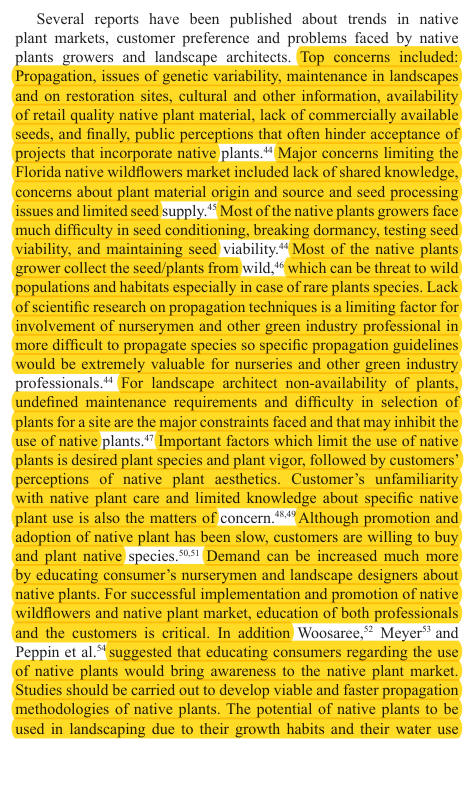 Several reports have been published about trends in native
plant markets, customer preference and problems faced by native
plants growers and landscape architects. Top concerns included:
Propagation, issues of genetic variability, maintenance in landscapes
and on restoration sites, cultural and other information, availability
of retail quality native plant material, lack of commercially available
seeds, and finally, public perceptions that often hinder acceptance of
projects that incorporate native plants.44 Major concerns limiting the
Florida native wildflowers market included lack of shared knowledge,
concerns about plant material origin and source and seed processing
issues and limited seed supply.45 Most of the native plants growers face
much difficulty in seed conditioning, breaking dormancy, testing seed
viability, and maintaining seed viability.44 Most of the native plants
grower collect the seed/plants from wild,46 which can be threat to wild
populations and habitats especially in case of rare plants species. Lack
of scientific research on propagation techniques is a limiting factor for
involvement of nurserymen and other green industry professional in
more difficult to propagate species so specific propagation guidelines
would be extremely valuable for nurseries and other green industry
professionals.44 For landscape architect non-availability of plants,
undefined maintenance requirements and difficulty in selection of
plants for a site are the major constraints faced and that may inhibit the
use of native plants.47 Important factors which limit the use of native
plants is desired plant species and plant vigor, followed by customers’
perceptions of native plant aesthetics. Customer’s unfamiliarity
with native plant care and limited knowledge about specific native
plant use is also the matters of concern.48,49 Although promotion and
adoption of native plant has been slow, customers are willing to buy
and plant native species.50,51 Demand can be increased much more
by educating consumer’s nurserymen and landscape designers about
native plants. For successful implementation and promotion of native
wildflowers and native plant market, education of both professionals
and the customers is critical. In addition Woosaree,52 Meyer53 and
Peppin et al.54 suggested that educating consumers regarding the use
of native plants would bring awareness to the native plant market.
Studies should be carried out to develop viable and faster propagation
methodologies of native plants. The potential of native plants to be
used in landscaping due to their growth habits and their water use